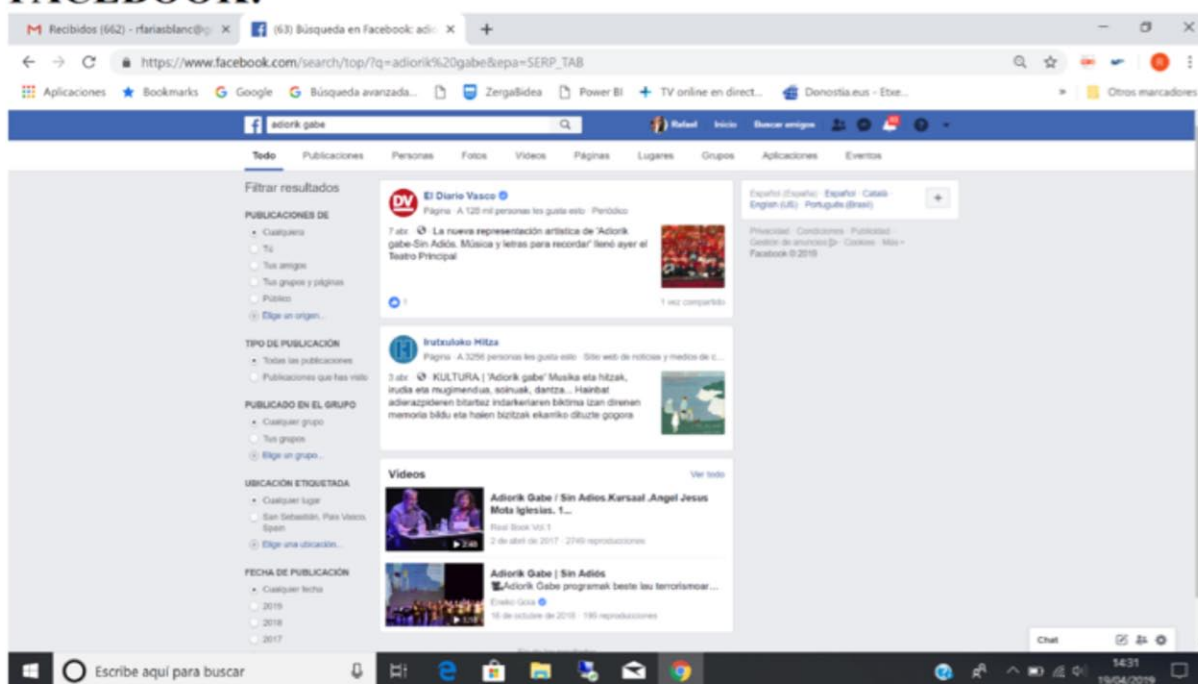 FACEBOOK:
Recibidos (662) - rfariasblanc@g
(63) Búsqueda en Facebook: adio
https://www.facebook.com/search/top/?q=adiorik%20gabe&epa=SERP_TAB
Aplicaciones Bookmarks Google Búsqueda avanzada... ZergaBidea Power BI TV online en direct... Donostia.eus - Etxe... » Otros marcadores
adiorik gabe
Rafael Inicio Buscar amigos
Todo Publicaciones Personas Fotos Vídeos Páginas Lugares Grupos Aplicaciones Eventos
Filtrar resultados
PUBLICACIONES DE
Cualquiera
Tú
Tus amigos
Tus grupos y páginas
Público
Elige un origen...
TIPO DE PUBLICACIÓN
Todas las publicaciones
Publicaciones que has visto
PUBLICADO EN EL GRUPO
Cualquier grupo
Tus grupos
Elige un grupo...
UBICACIÓN ETIQUETADA
Cualquier lugar
San Sebastián, País Vasco,
Spain
Elige una ubicación...
FECHA DE PUBLICACIÓN
Cualquier fecha
2019
2018
2017
DV
El Diario Vasco
Página · A 128 mil personas les gusta esto · Periódico
7 abr. · La nueva representación artística de 'Adiorik
gabe-Sin Adiós. Música y letras para recordar' llenó ayer el
Teatro Principal
1
1 vez compartido
Irutxuloko Hitza
Página · A 3256 personas les gusta esto · Sitio web de noticias y medios de c...
3 abr. · KULTURA | 'Adiorik gabe' Musika eta hitzak,
irudia eta mugimendua, soinuak, dantza... Hainbat
adierazpideren bitartez indarkeriaren biktima izan direnen
memoria bildu eta haien bizitzak ekarriko dituzte gogora
Vídeos
Ver todo
Adiorik Gabe / Sin Adios.Kursaal .Angel Jesus
Mota Iglesias. 1...
Real Book Vol 1
2 de abril de 2017 · 2749 reproducciones
2:40
Adiorik Gabe | Sin Adiós
Adiorik Gabe programak beste lau terrorismoar...
Eneko Goia
16 de octubre de 2018 · 195 reproducciones
Español (España) · Español · Català ·
English (US) · Português (Brasil)
Privacidad · Condiciones · Publicidad ·
Gestión de anuncios · Cookies · Más
Facebook © 2019
Chat
Escribe aquí para buscar
14:31
19/04/2019